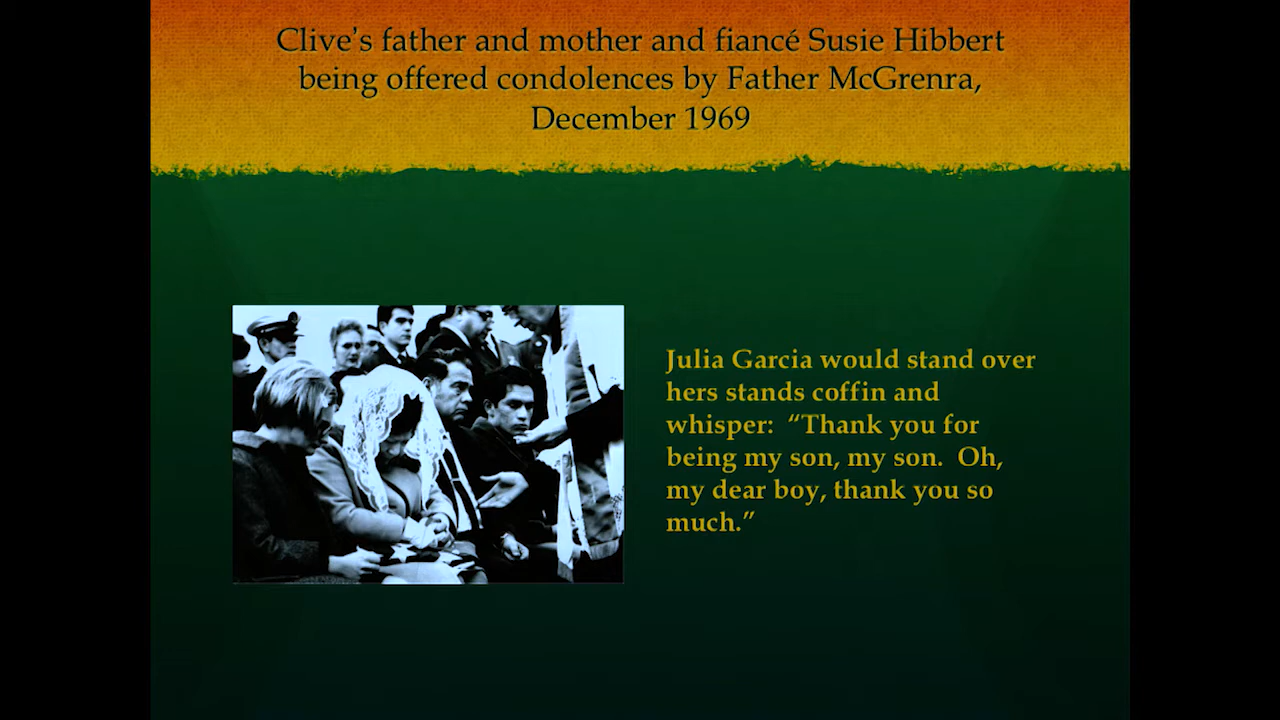 Clive's father and mother and fiancé Susie Hibbert
being offered condolences by Father McGrenra,
December 1969
Julia Garcia would stand over
hers stands coffin and
whisper:  “Thank you for
being my son, my son.  Oh,
my dear boy, thank you so
much.”